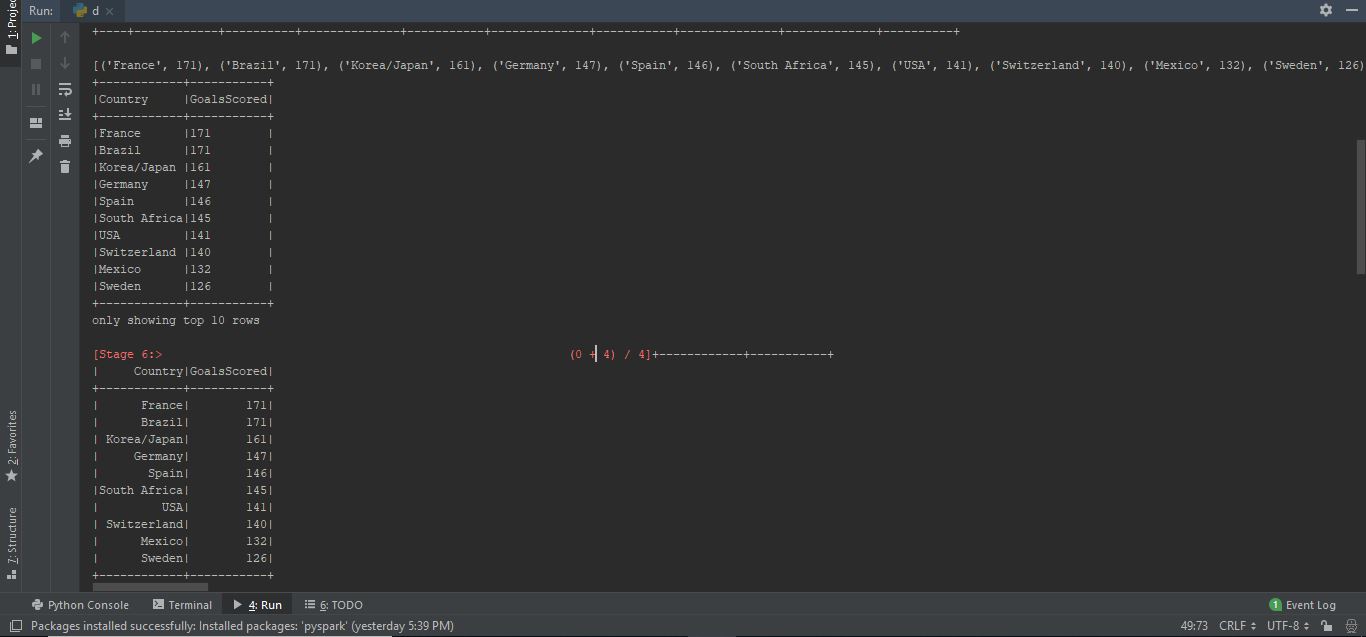 Run: d
1: Project
+----+------------+----------+--------------+-----------+--------------+-----------+--------------+-------------+----------+
[('France', 171), ('Brazil', 171), ('Korea/Japan', 161), ('Germany', 147), ('Spain', 146), ('South Africa', 145), ('USA', 141), ('Switzerland', 140), ('Mexico', 132), ('Sweden', 126)
+------------+-----------+
|Country     |GoalsScored|
+------------+-----------+
|France      |171        |
|Brazil      |171        |
|Korea/Japan |161        |
|Germany     |147        |
|Spain       |146        |
|South Africa|145        |
|USA         |141        |
|Switzerland |140        |
|Mexico      |132        |
|Sweden      |126        |
+------------+-----------+
only showing top 10 rows
[Stage 6:>                                                          (0 + 4) / 4]+------------+-----------+
|     Country|GoalsScored|
+------------+-----------+
|      France|        171|
|      Brazil|        171|
| Korea/Japan|        161|
|     Germany|        147|
|       Spain|        146|
|South Africa|        145|
|         USA|        141|
| Switzerland|        140|
|      Mexico|        132|
|      Sweden|        126|
+------------+-----------+
2: Favorites
7: Structure
Python Console Terminal 4: Run 6: TODO 1 Event Log
Packages installed successfully: Installed packages: 'pyspark' (yesterday 5:39 PM) 49:73 CRLF UTF-8